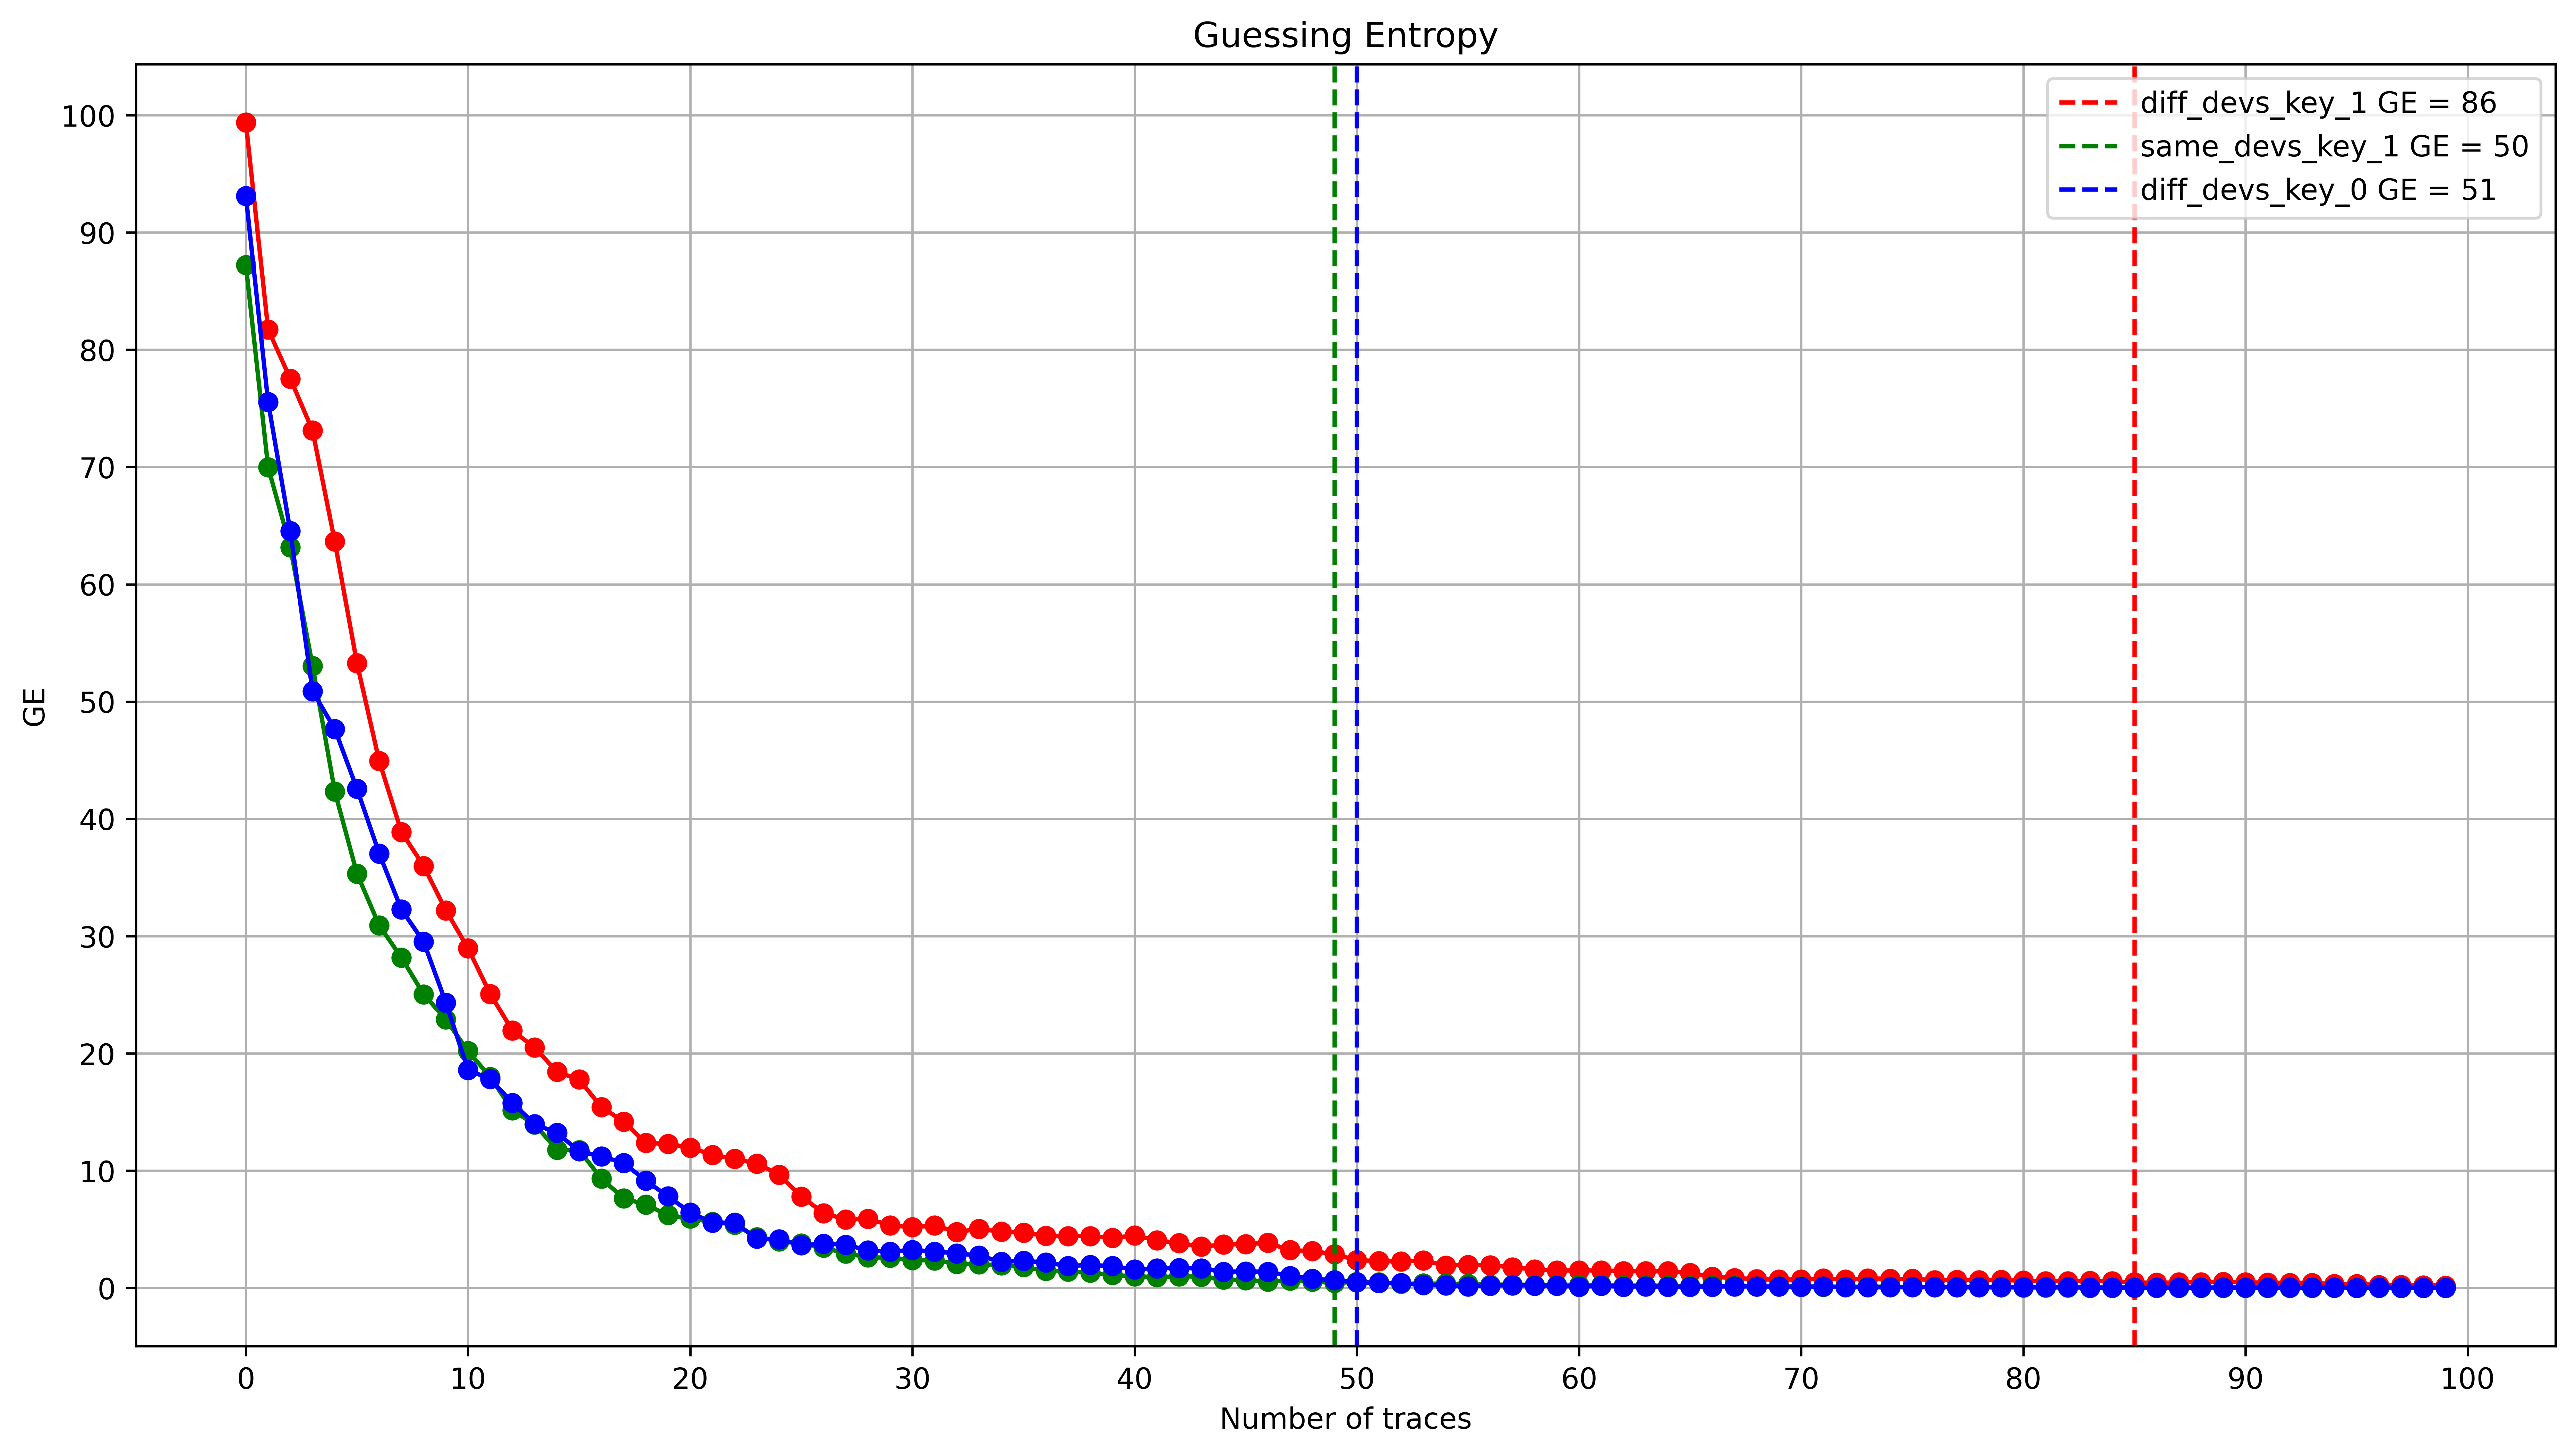 Guessing Entropy
diff_devs_key_1 GE = 86
same_devs_key_1 GE = 50
diff_devs_key_0 GE = 51
GE
100
90
80
70
60
50
40
30
20
10
0
0 10 20 30 40 50 60 70 80 90 100
Number of traces